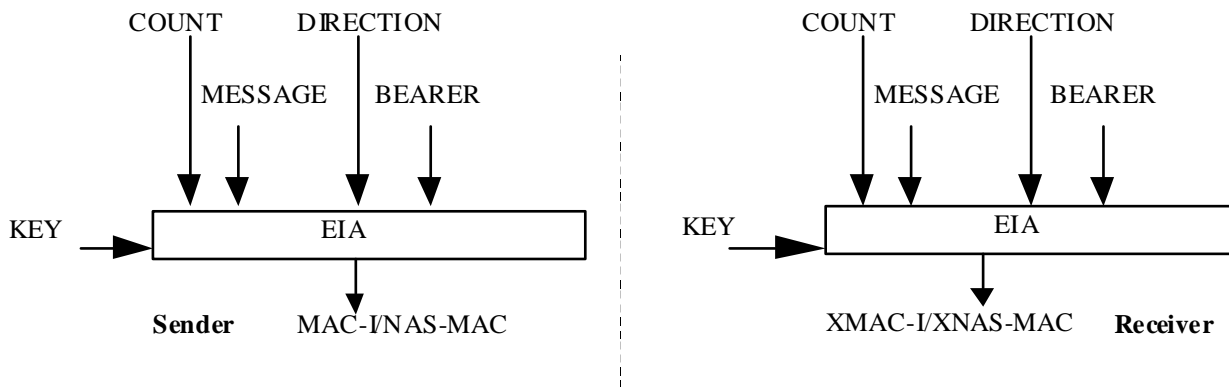 COUNT DIRECTION
MESSAGE BEARER
KEY EIA
Sender MAC-I/NAS-MAC
COUNT DIRECTION
MESSAGE BEARER
KEY EIA
XMAC-I/XNAS-MAC Receiver